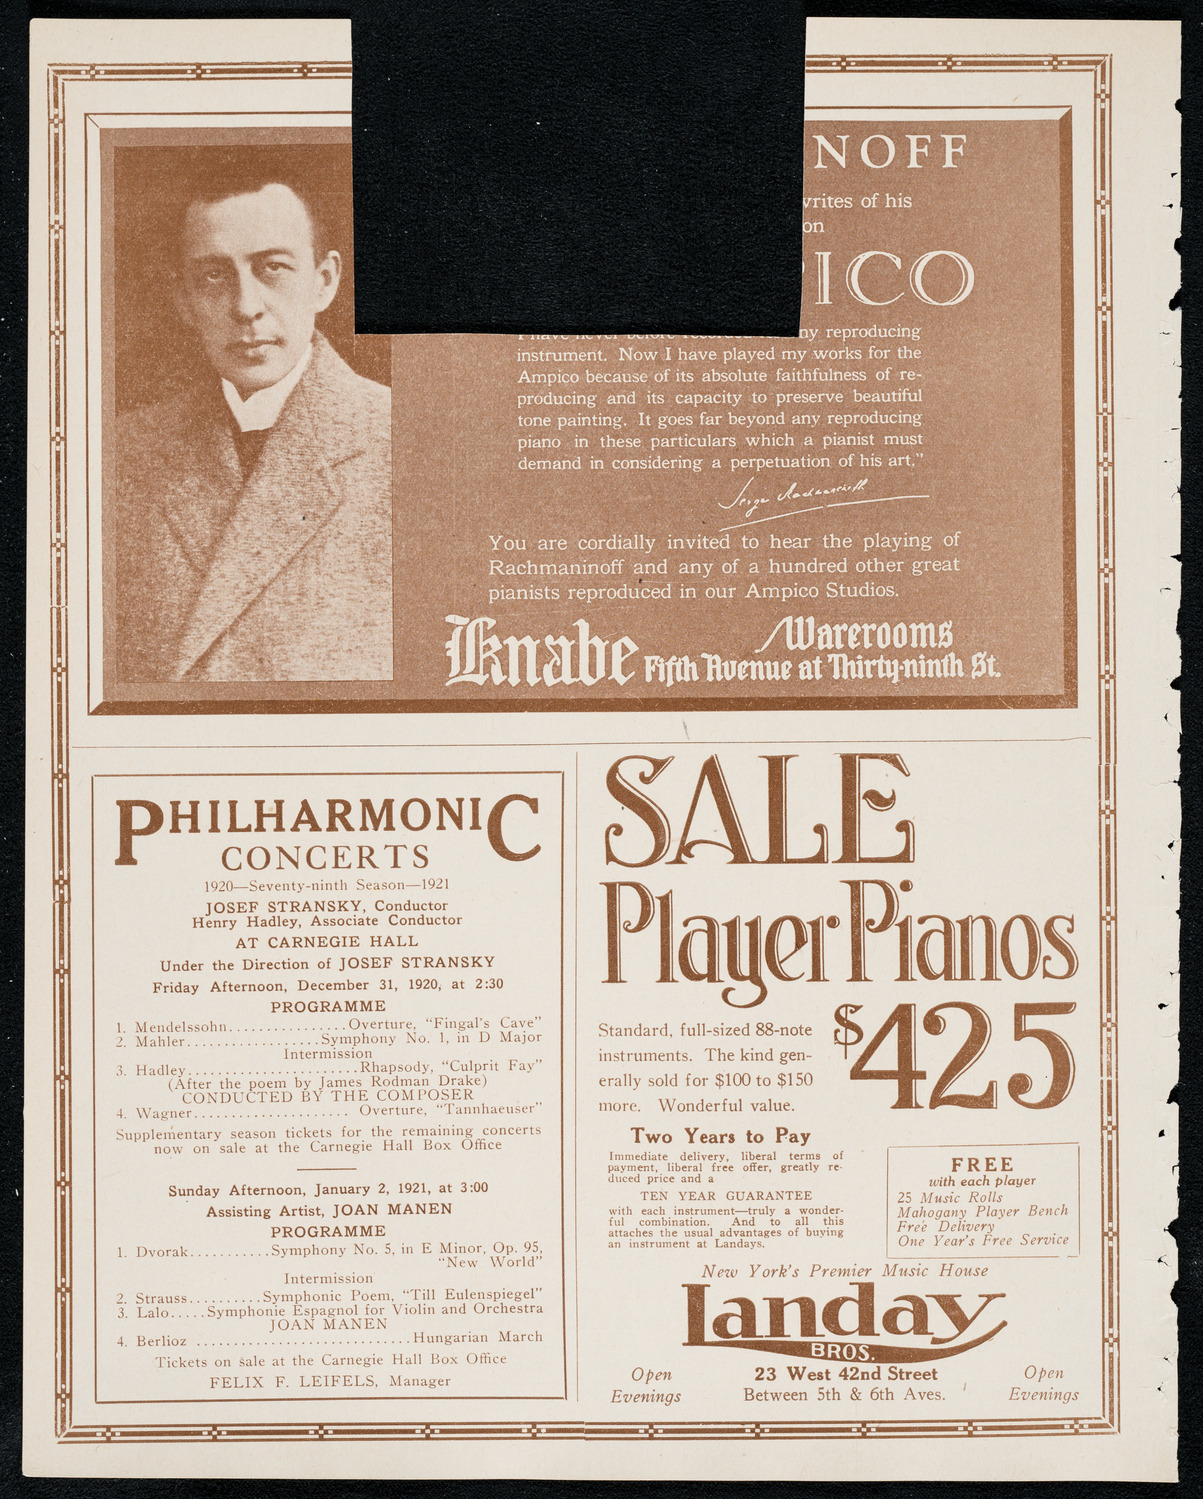 NOFF
writes of his
on
ICO
I have never before recorded ny reproducing
instrument. Now I have played my works for the
Ampico because of its absolute faithfulness of re-
producing and its capacity to preserve beautiful
tone painting. It goes far beyond any reproducing
piano in these particulars which a pianist must
demand in considering a perpetuation of his art."
Serge Rachmaninoff
You are cordially invited to hear the playing of
Rachmaninoff and any of a hundred other great
pianists reproduced in our Ampico Studios.
Knabe Warerooms
Fifth Avenue at Thirty-ninth St.
PHILHARMONIC
CONCERTS
1920—Seventy-ninth Season—1921
JOSEF STRANSKY, Conductor
Henry Hadley, Associate Conductor
AT CARNEGIE HALL
Under the Direction of JOSEF STRANSKY
Friday Afternoon, December 31, 1920, at 2:30
PROGRAMME
1. Mendelssohn................Overture, "Fingal's Cave"
2. Mahler..................Symphony No. 1, in D Major
Intermission
3. Hadley.......................Rhapsody, "Culprit Fay"
(After the poem by James Rodman Drake)
CONDUCTED BY THE COMPOSER
4. Wagner..................... Overture, "Tannhaeuser"
Supplementary season tickets for the remaining concerts
now on sale at the Carnegie Hall Box Office
Sunday Afternoon, January 2, 1921, at 3:00
Assisting Artist, JOAN MANEN
PROGRAMME
1. Dvorak...........Symphony No. 5, in E Minor, Op. 95,
"New World"
Intermission
2. Strauss..........Symphonic Poem, "Till Eulenspiegel"
3. Lalo.....Symphonie Espagnol for Violin and Orchestra
JOAN MANEN
4. Berlioz .............................Hungarian March
Tickets on sale at the Carnegie Hall Box Office
FELIX F. LEIFELS, Manager
SALE
Player Pianos
$425
Standard, full-sized 88-note
instruments. The kind gen-
erally sold for $100 to $150
more. Wonderful value.
Two Years to Pay
Immediate delivery, liberal terms of
payment, liberal free offer, greatly re-
duced price and a
TEN YEAR GUARANTEE
with each instrument—truly a wonder-
ful combination. And to all this
attaches the usual advantages of buying
an instrument at Landays.
FREE
with each player
25 Music Rolls
Mahogany Player Bench
Free Delivery
One Year's Free Service
New York's Premier Music House
Landay
BROS.
Open
Evenings
23 West 42nd Street
Between 5th & 6th Aves.
Open
Evenings